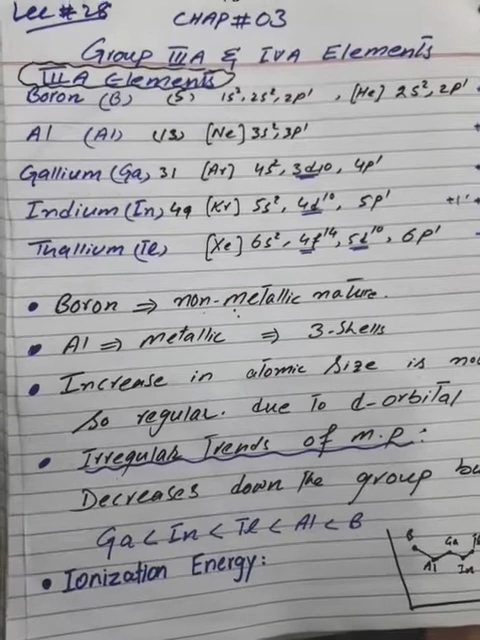 Lec # 28
CHAP # 03
Group IIIA & IVA Elements
IIIA Elements
Boron (B) (5) 1s², 2s², 2p¹ , [He] 2s², 2p¹
Al (Al) (13) [Ne] 3s², 3p¹
Gallium (Ga) 31 [Ar] 4s², 3d10, 4p¹
Indium (In) 49 [Kr] 5s², 4d¹⁰, 5p¹ +1
Thallium (Tl) [Xe] 6s², 4f¹⁴, 5d¹⁰, 6p¹
• Boron ⇒ non-metallic nature.
• Al ⇒ metallic ⇒ 3-shells
• Increase in atomic size is no
so regular. due to d-orbital
• Irregular Trends of m.p:
Decreases down the group bu
Ga < In < Tl < Al < B
B Ga
Al In
• Ionization Energy: